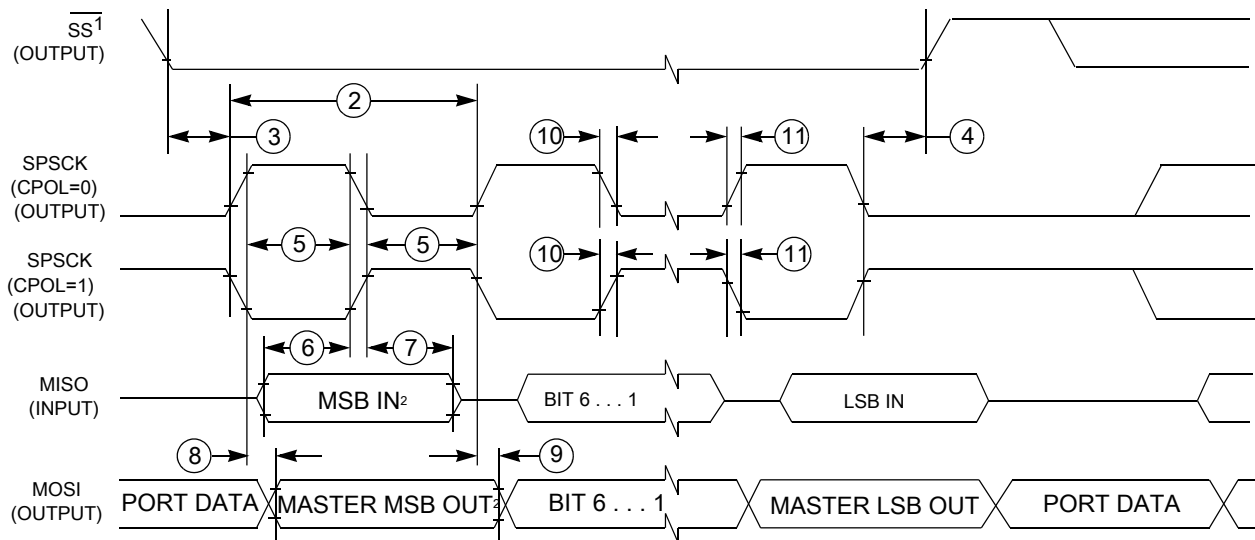 SS1
(OUTPUT)
2
3
10
11
4
SPSCK
(CPOL=0)
(OUTPUT)
5
5
SPSCK
(CPOL=1)
(OUTPUT)
10
11
6
7
MISO
(INPUT)
MSB IN2
BIT 6 . . . 1
LSB IN
8
9
MOSI
(OUTPUT)
PORT DATA
MASTER MSB OUT2
BIT 6 . . . 1
MASTER LSB OUT
PORT DATA